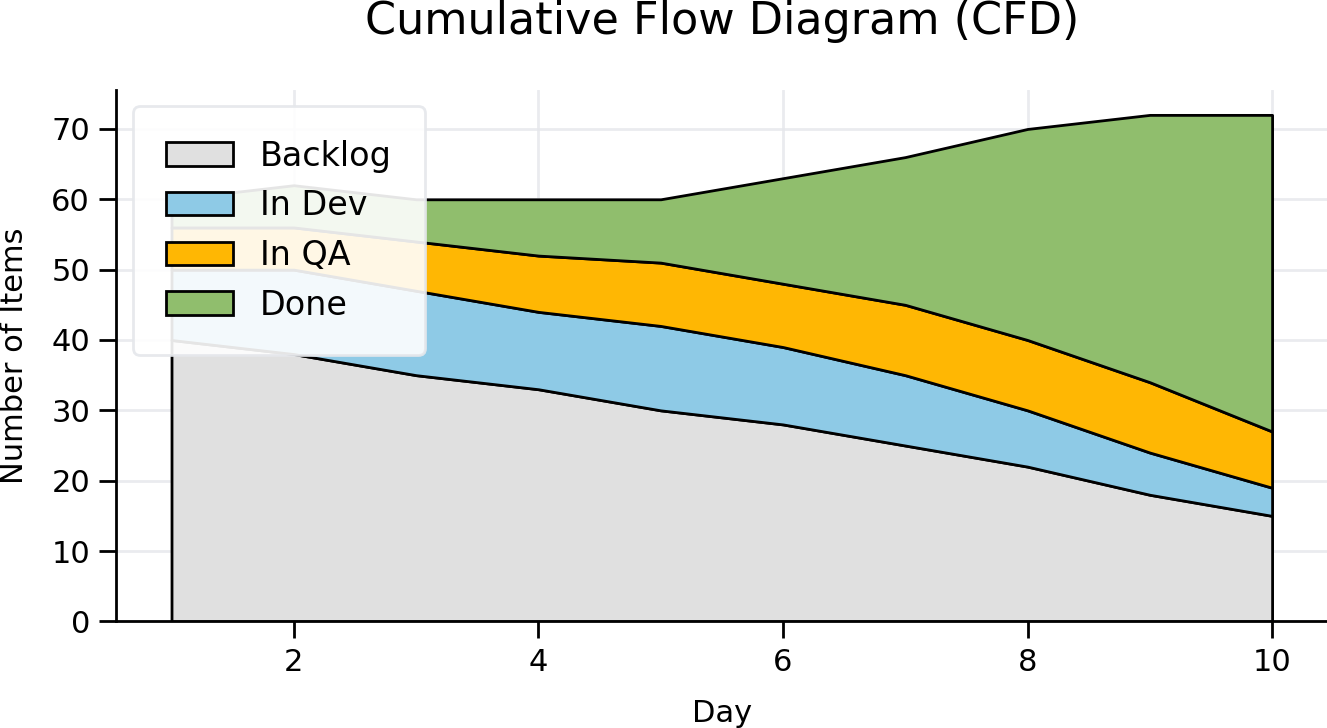 Cumulative Flow Diagram (CFD)
70
60
50
40
30
20
10
0
Number of Items
Backlog
In Dev
In QA
Done
2
4
6
8
10
Day